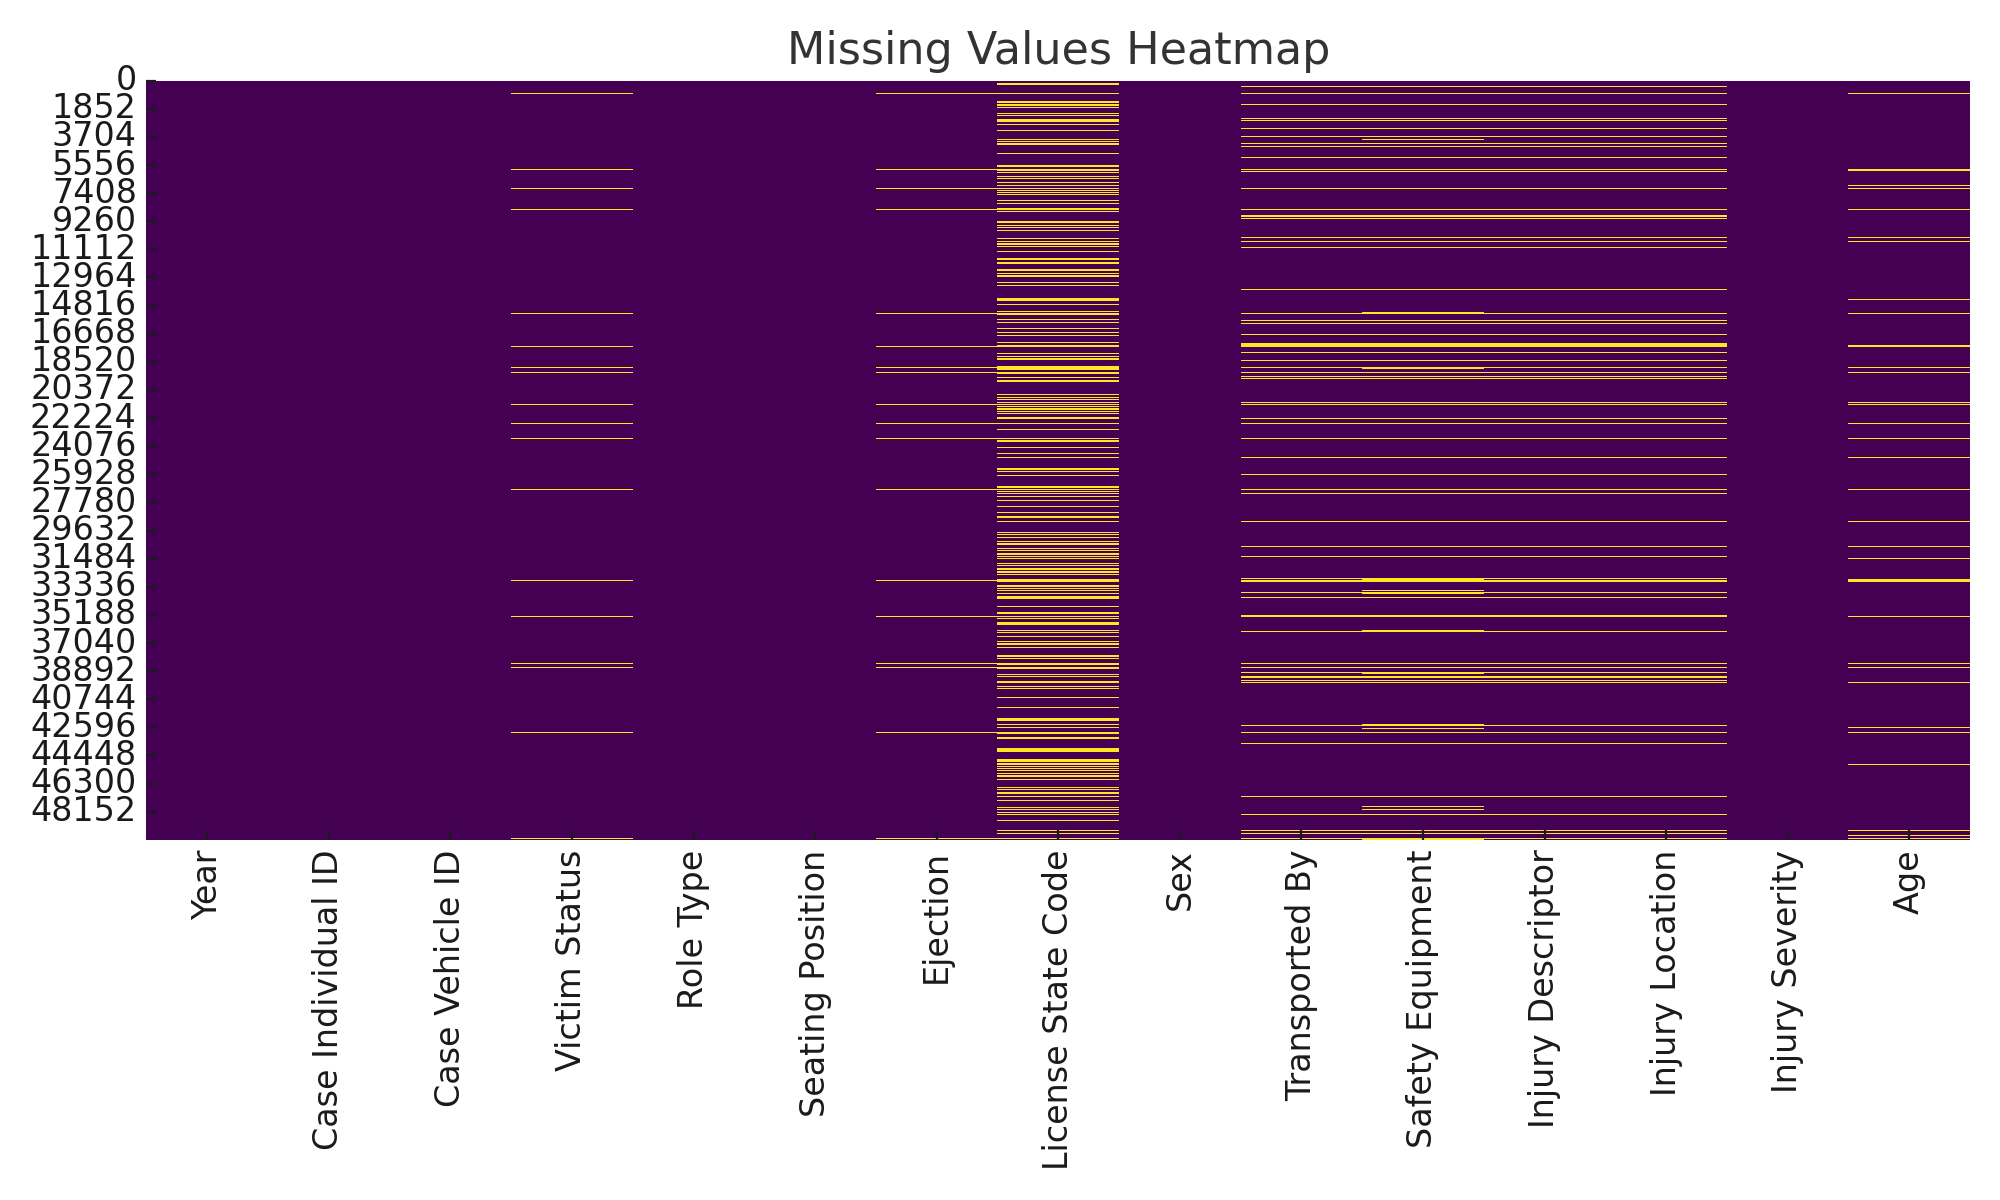 Missing Values Heatmap
0
1852
3704
5556
7408
9260
11112
12964
14816
16668
18520
20372
22224
24076
25928
27780
29632
31484
33336
35188
37040
38892
40744
42596
44448
46300
48152
Year
Case Individual ID
Case Vehicle ID
Victim Status
Role Type
Seating Position
Ejection
License State Code
Sex
Transported By
Safety Equipment
Injury Descriptor
Injury Location
Injury Severity
Age